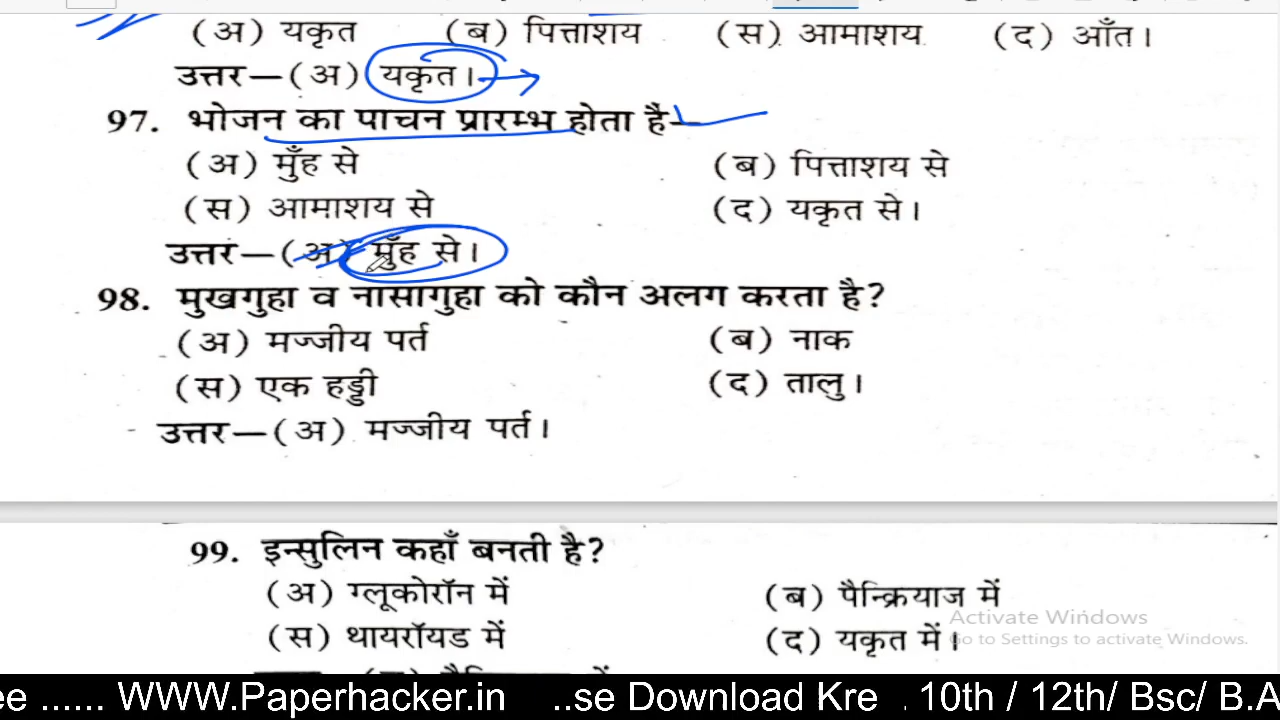 (अ) यकृत (ब) पित्ताशय (स) आमाशय (द) आँत।
उत्तर—(अ) यकृत।
97. भोजन का पाचन प्रारम्भ होता है—
(अ) मुँह से (ब) पित्ताशय से
(स) आमाशय से (द) यकृत से।
उत्तर—(अ) मुँह से।
98. मुखगुहा व नासागुहा को कौन अलग करता है?
(अ) मज्जीय पर्त (ब) नाक
(स) एक हड्डी (द) तालु।
उत्तर—(अ) मज्जीय पर्त।
99. इन्सुलिन कहाँ बनती है?
(अ) ग्लूकोरॉन में (ब) पैन्क्रियाज में
(स) थायरॉयड में (द) यकृत में।
Activate Windows
Go to Settings to activate Windows.
ee ...... WWW.Paperhacker.in ..se Download Kre . 10th / 12th/ Bsc/ B.A